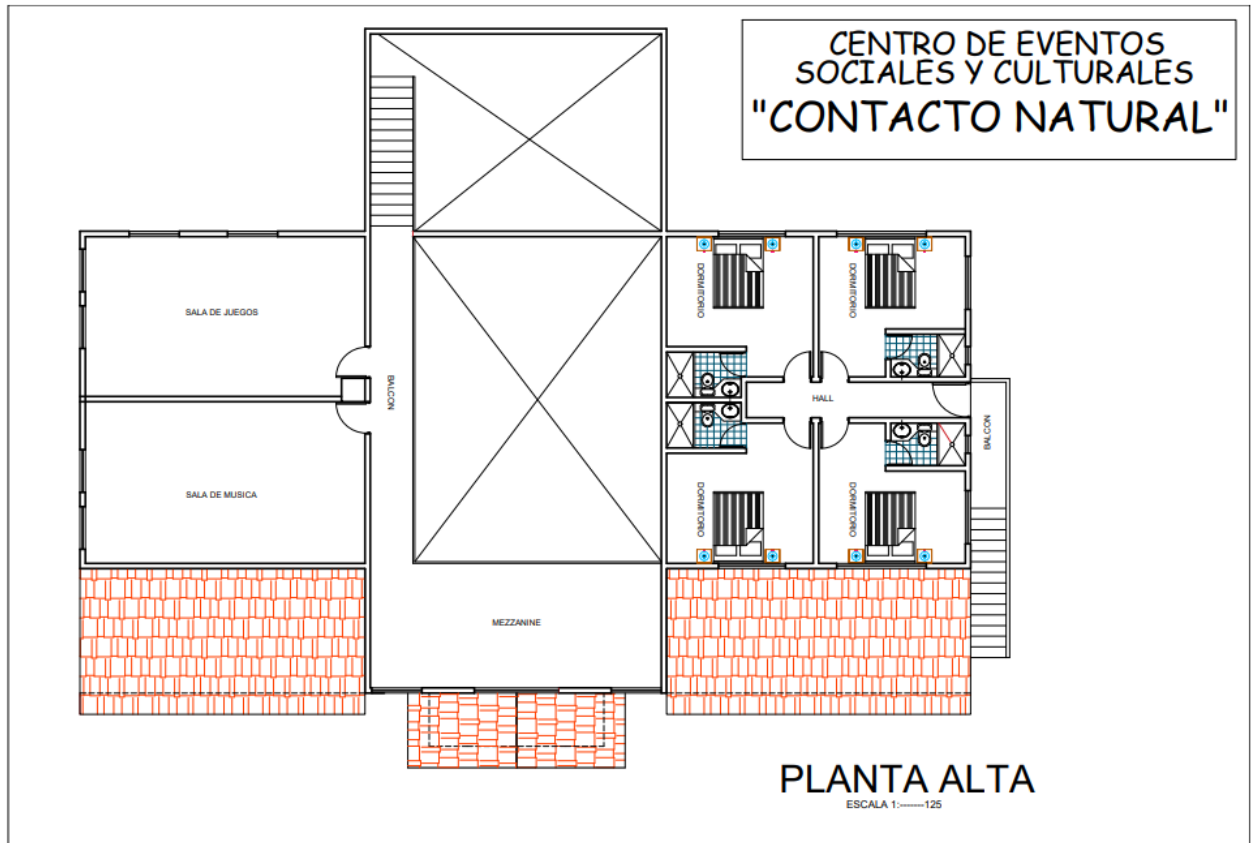 CENTRO DE EVENTOS
SOCIALES Y CULTURALES
"CONTACTO NATURAL"
DORMITORIO
DORMITORIO
SALA DE JUEGOS
BALCON
HALL
BALCON
SALA DE MUSICA
DORMITORIO
DORMITORIO
MEZZANINE
PLANTA ALTA
ESCALA 1:-------125